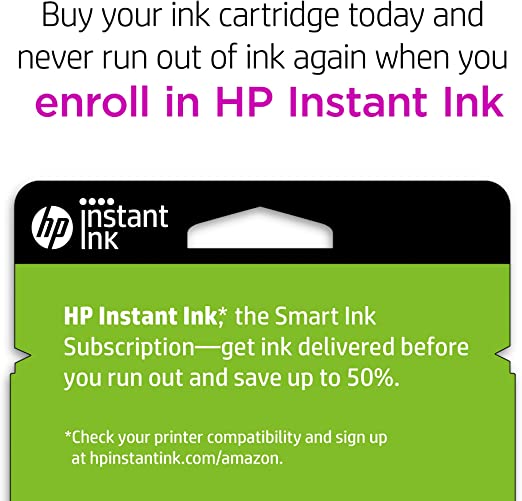 Buy your ink cartridge today and
never run out of ink again when you
enroll in HP Instant Ink
hp instant
ink
HP Instant Ink,* the Smart Ink
Subscription—get ink delivered before
you run out and save up to 50%.
*Check your printer compatibility and sign up
at hpinstantink.com/amazon.